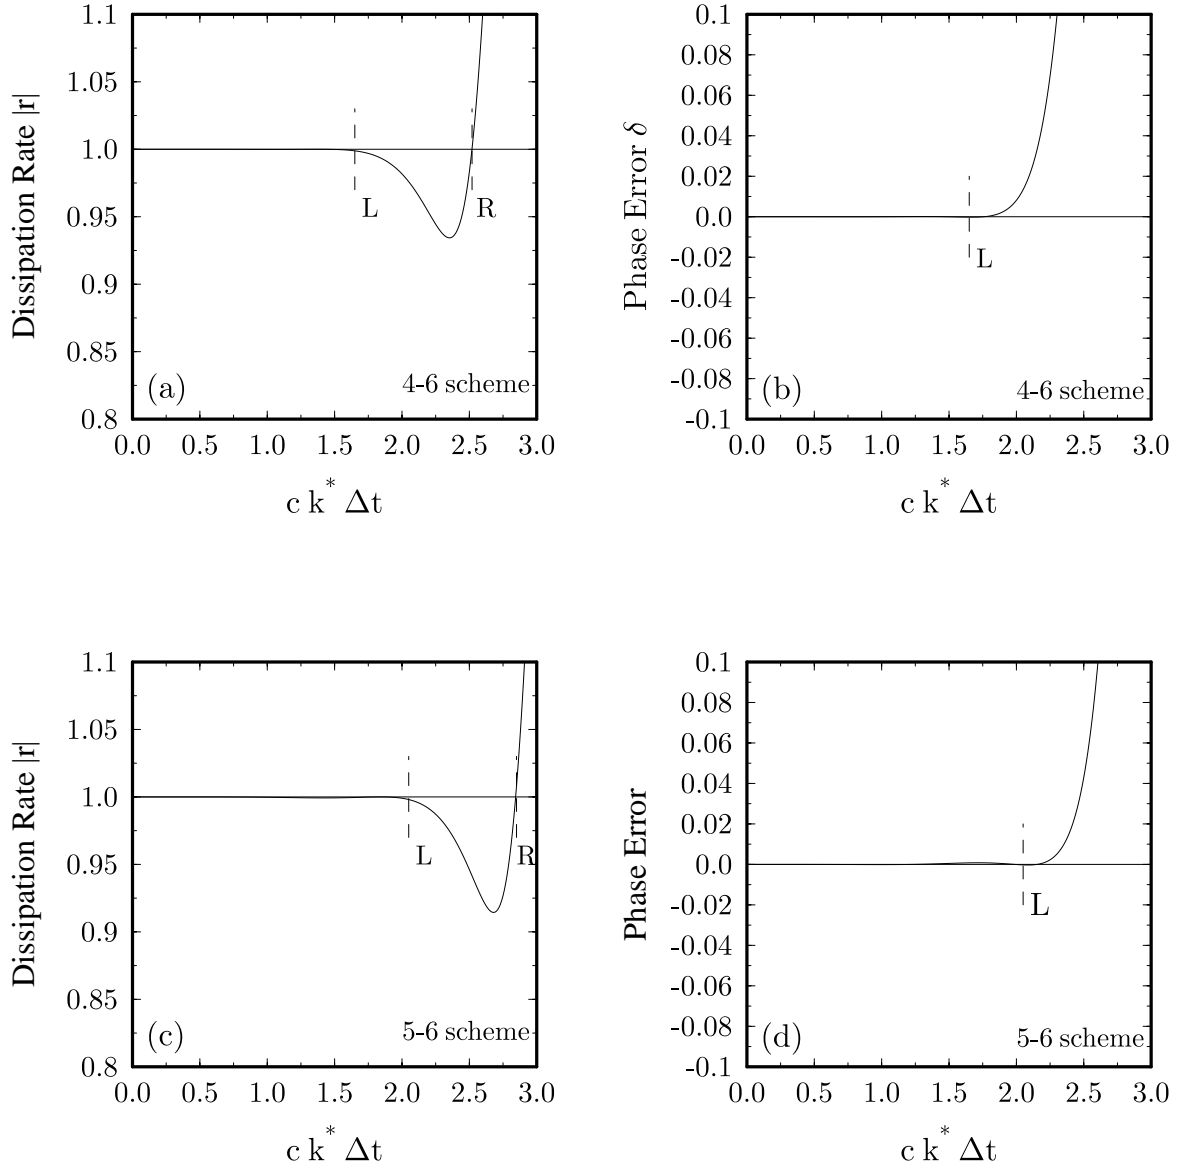 Dissipation Rate |r|
1.1
1.05
1.0
0.95
0.9
0.85
0.8
L
R
(a)
4-6 scheme
0.0 0.5 1.0 1.5 2.0 2.5 3.0
c k* Δt
Phase Error δ
0.1
0.08
0.06
0.04
0.02
0.0
-0.02
-0.04
-0.06
-0.08
-0.1
L
(b)
4-6 scheme
0.0 0.5 1.0 1.5 2.0 2.5 3.0
c k* Δt
Dissipation Rate |r|
1.1
1.05
1.0
0.95
0.9
0.85
0.8
L
R
(c)
5-6 scheme
0.0 0.5 1.0 1.5 2.0 2.5 3.0
c k* Δt
Phase Error
0.1
0.08
0.06
0.04
0.02
0.0
-0.02
-0.04
-0.06
-0.08
-0.1
L
(d)
5-6 scheme
0.0 0.5 1.0 1.5 2.0 2.5 3.0
c k* Δt